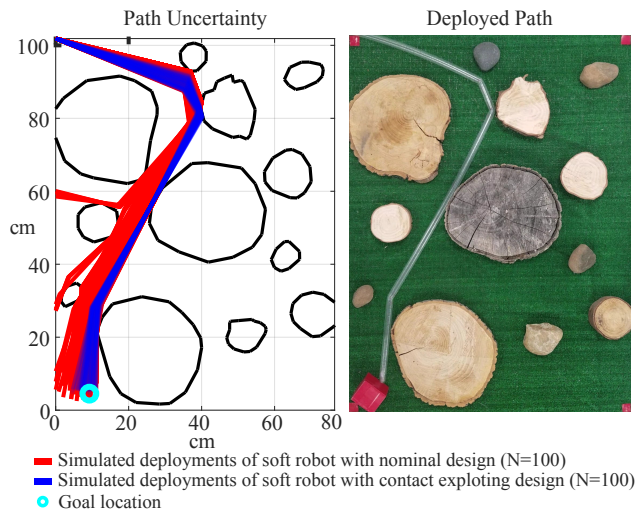 Path Uncertainty
Deployed Path
100
80
60
cm
40
20
0
0 20 40 60 80
cm
Simulated deployments of soft robot with nominal design (N=100)
Simulated deployments of soft robot with contact exploting design (N=100)
Goal location